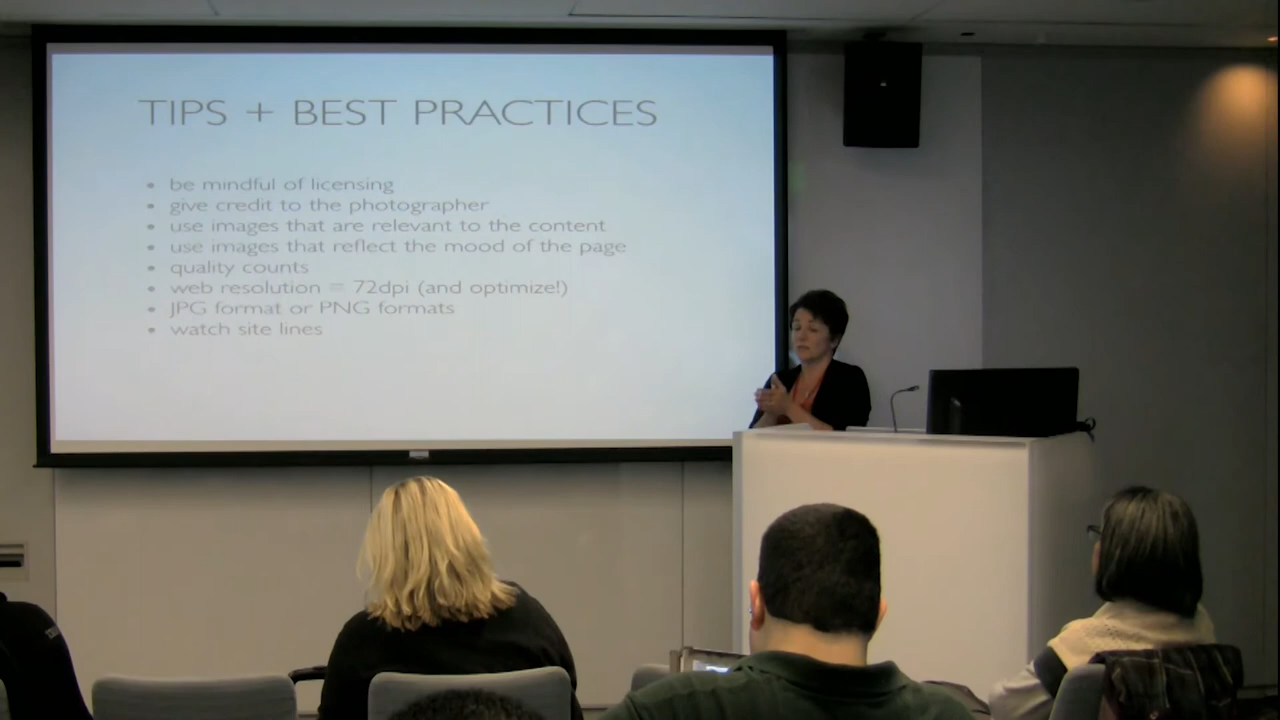 TIPS + BEST PRACTICES
• be mindful of licensing
• give credit to the photographer
• use images that are relevant to the content
• use images that reflect the mood of the page
• quality counts
• web resolution = 72dpi (and optimize!)
• JPG format or PNG formats
• watch site lines